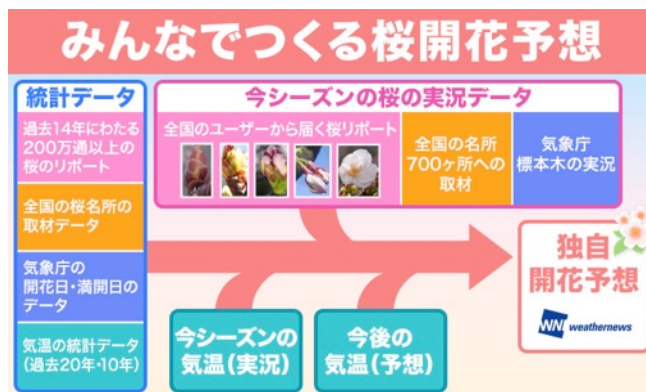 みんなでつくる桜開花予想
統計データ
過去14年にわたる
200万通以上の
桜のリポート
全国の桜名所の
取材データ
気象庁の
開花日・満開日の
データ
気温の統計データ
(過去20年・10年)
今シーズンの桜の実況データ
全国のユーザーから届く桜リポート
全国の名所
700ヶ所への
取材
気象庁
標本木の実況
今シーズンの
気温(実況)
今後の
気温(予想)
独自
開花予想
WNI weathernews